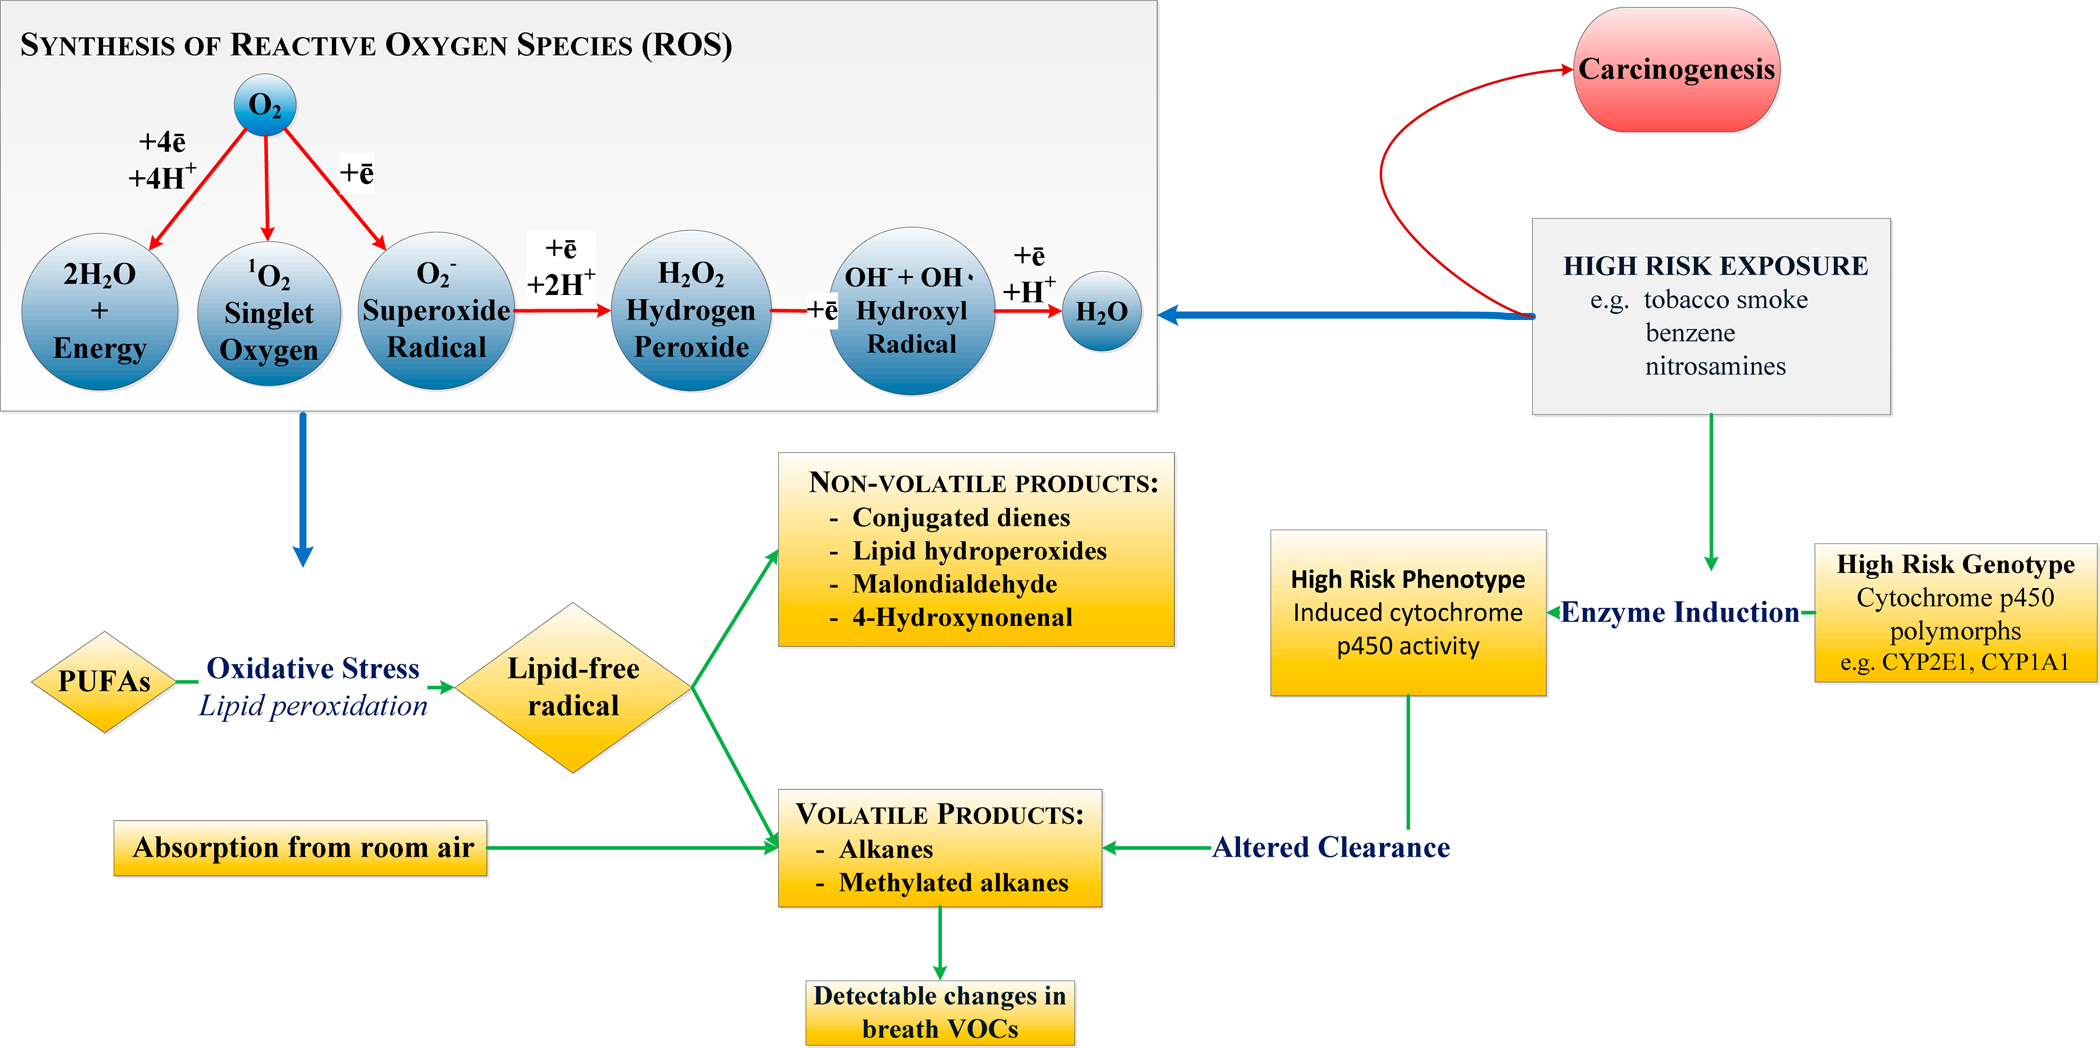 SYNTHESIS OF REACTIVE OXYGEN SPECIES (ROS)
O₂
+4ē
+4H⁺
+ē
2H₂O
+
Energy
¹O₂
Singlet
Oxygen
O₂⁻
Superoxide
Radical
+ē
+2H⁺
H₂O₂
Hydrogen
Peroxide
+ē
OH⁻ + OH·
Hydroxyl
Radical
+ē
+H⁺
H₂O
Carcinogenesis
HIGH RISK EXPOSURE
e.g. tobacco smoke
benzene
nitrosamines
NON-VOLATILE PRODUCTS:
- Conjugated dienes
- Lipid hydroperoxides
- Malondialdehyde
- 4-Hydroxynonenal
High Risk Phenotype
Induced cytochrome
p450 activity
Enzyme Induction
High Risk Genotype
Cytochrome p450
polymorphs
e.g. CYP2E1, CYP1A1
PUFAs
Oxidative Stress
Lipid peroxidation
Lipid-free
radical
Absorption from room air
VOLATILE PRODUCTS:
- Alkanes
- Methylated alkanes
Altered Clearance
Detectable changes in
breath VOCs